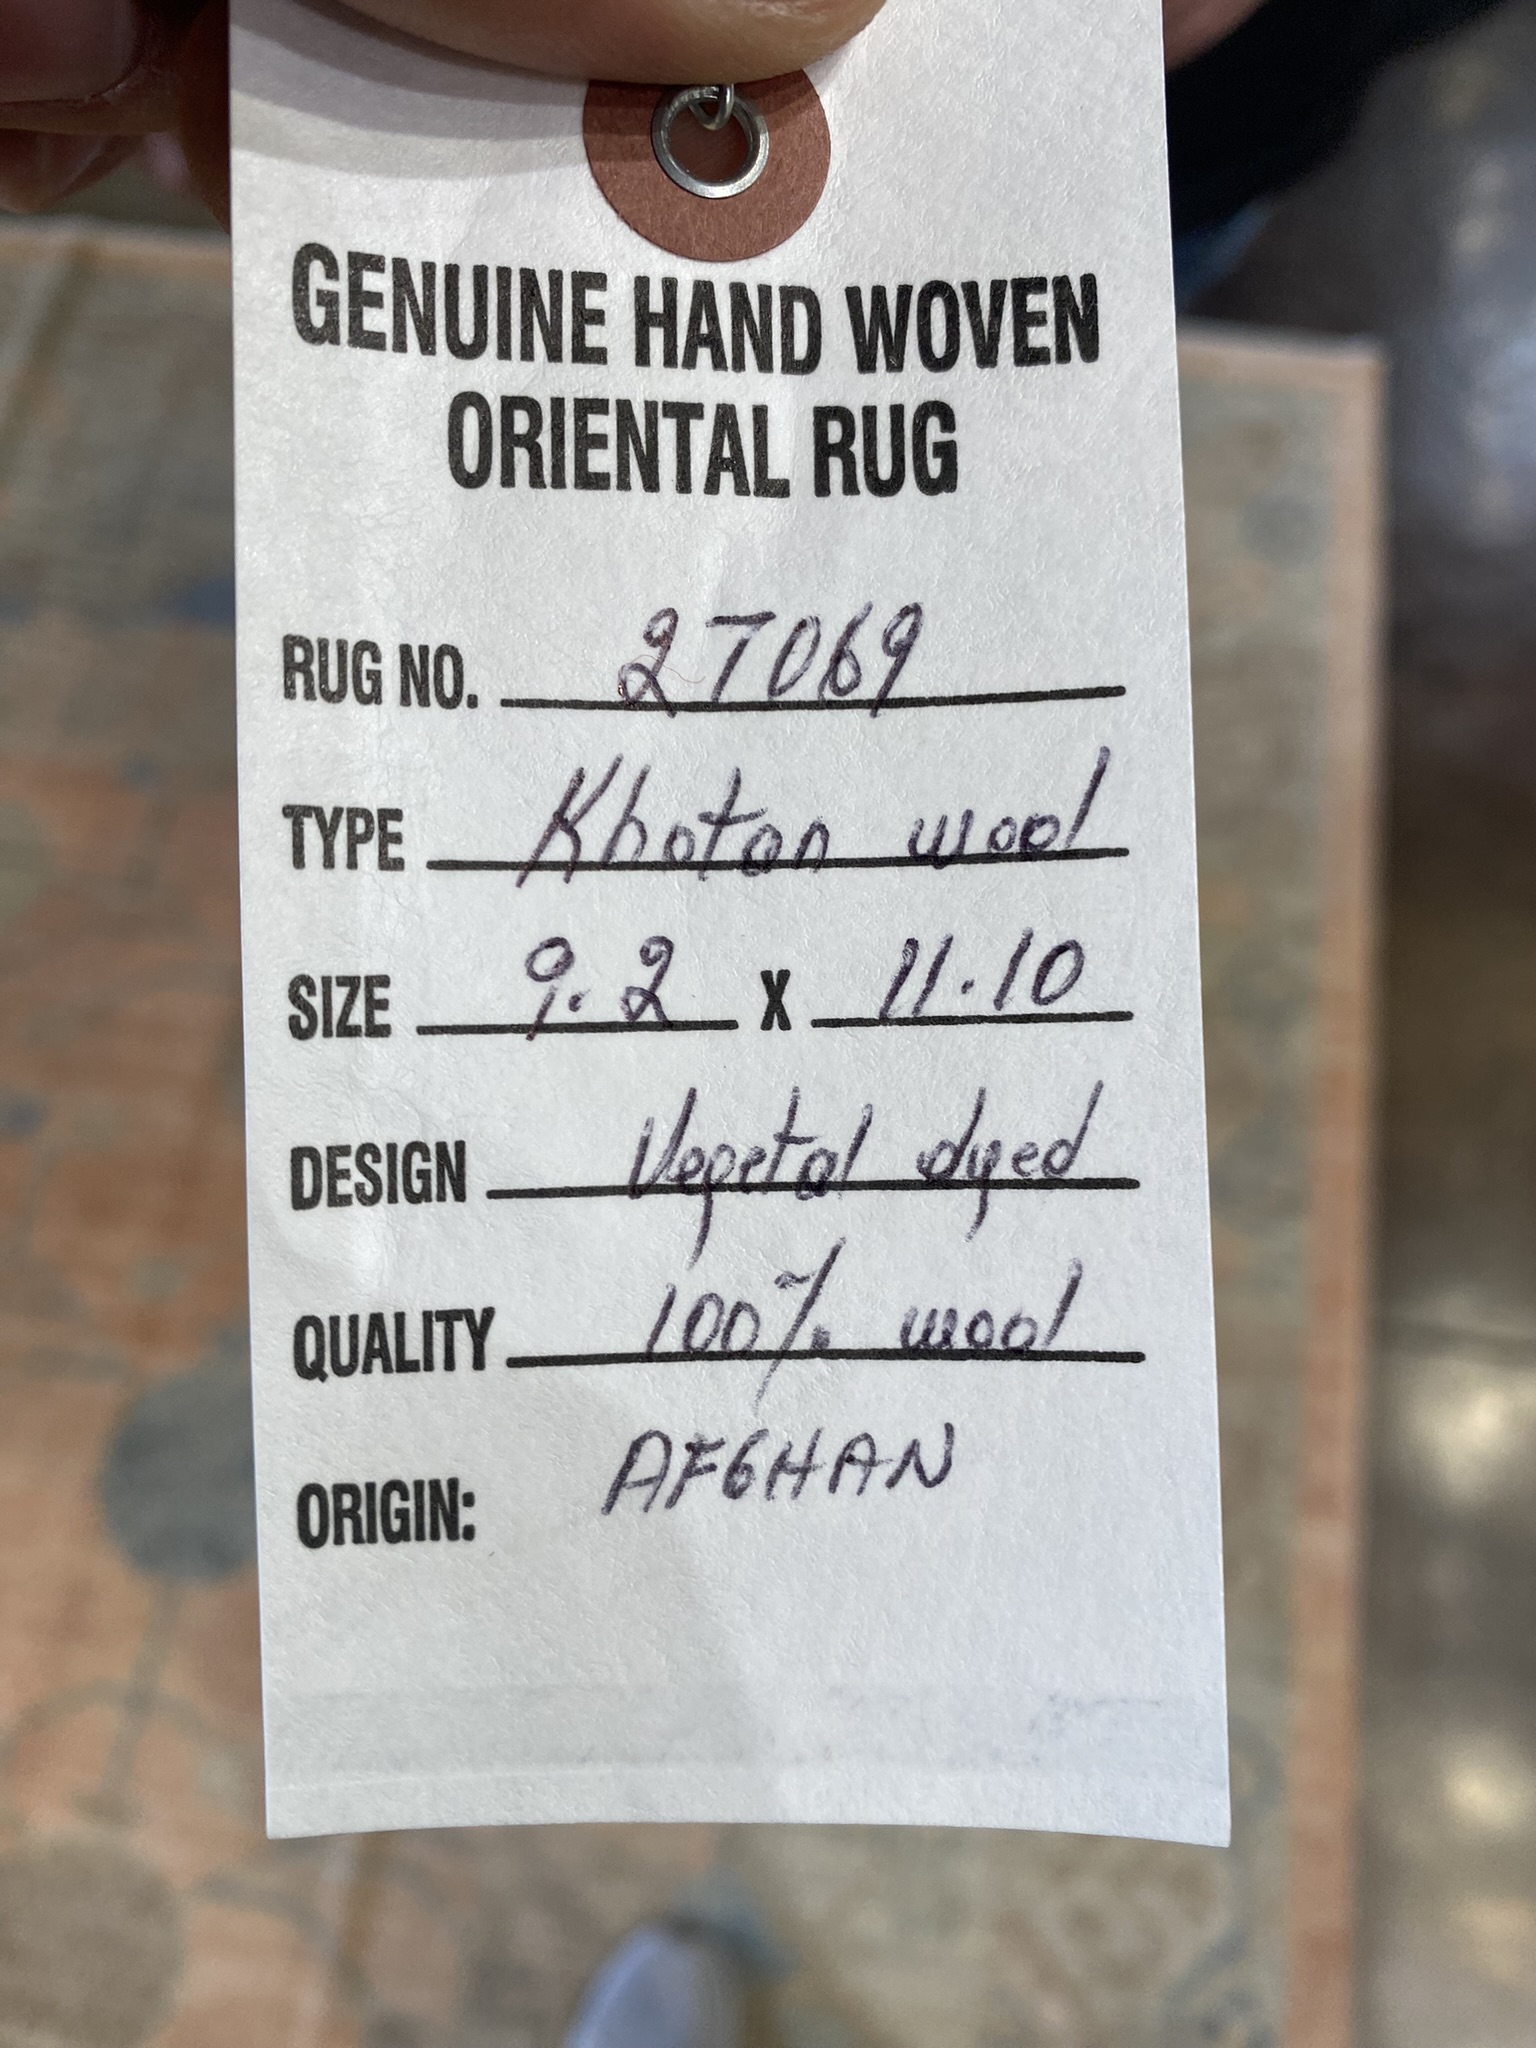 GENUINE HAND WOVEN
ORIENTAL RUG
RUG NO. 27069
TYPE Khotan wool
SIZE 9.2 X 11.10
DESIGN Vegetal dyed
QUALITY 100% wool
ORIGIN: AFGHAN